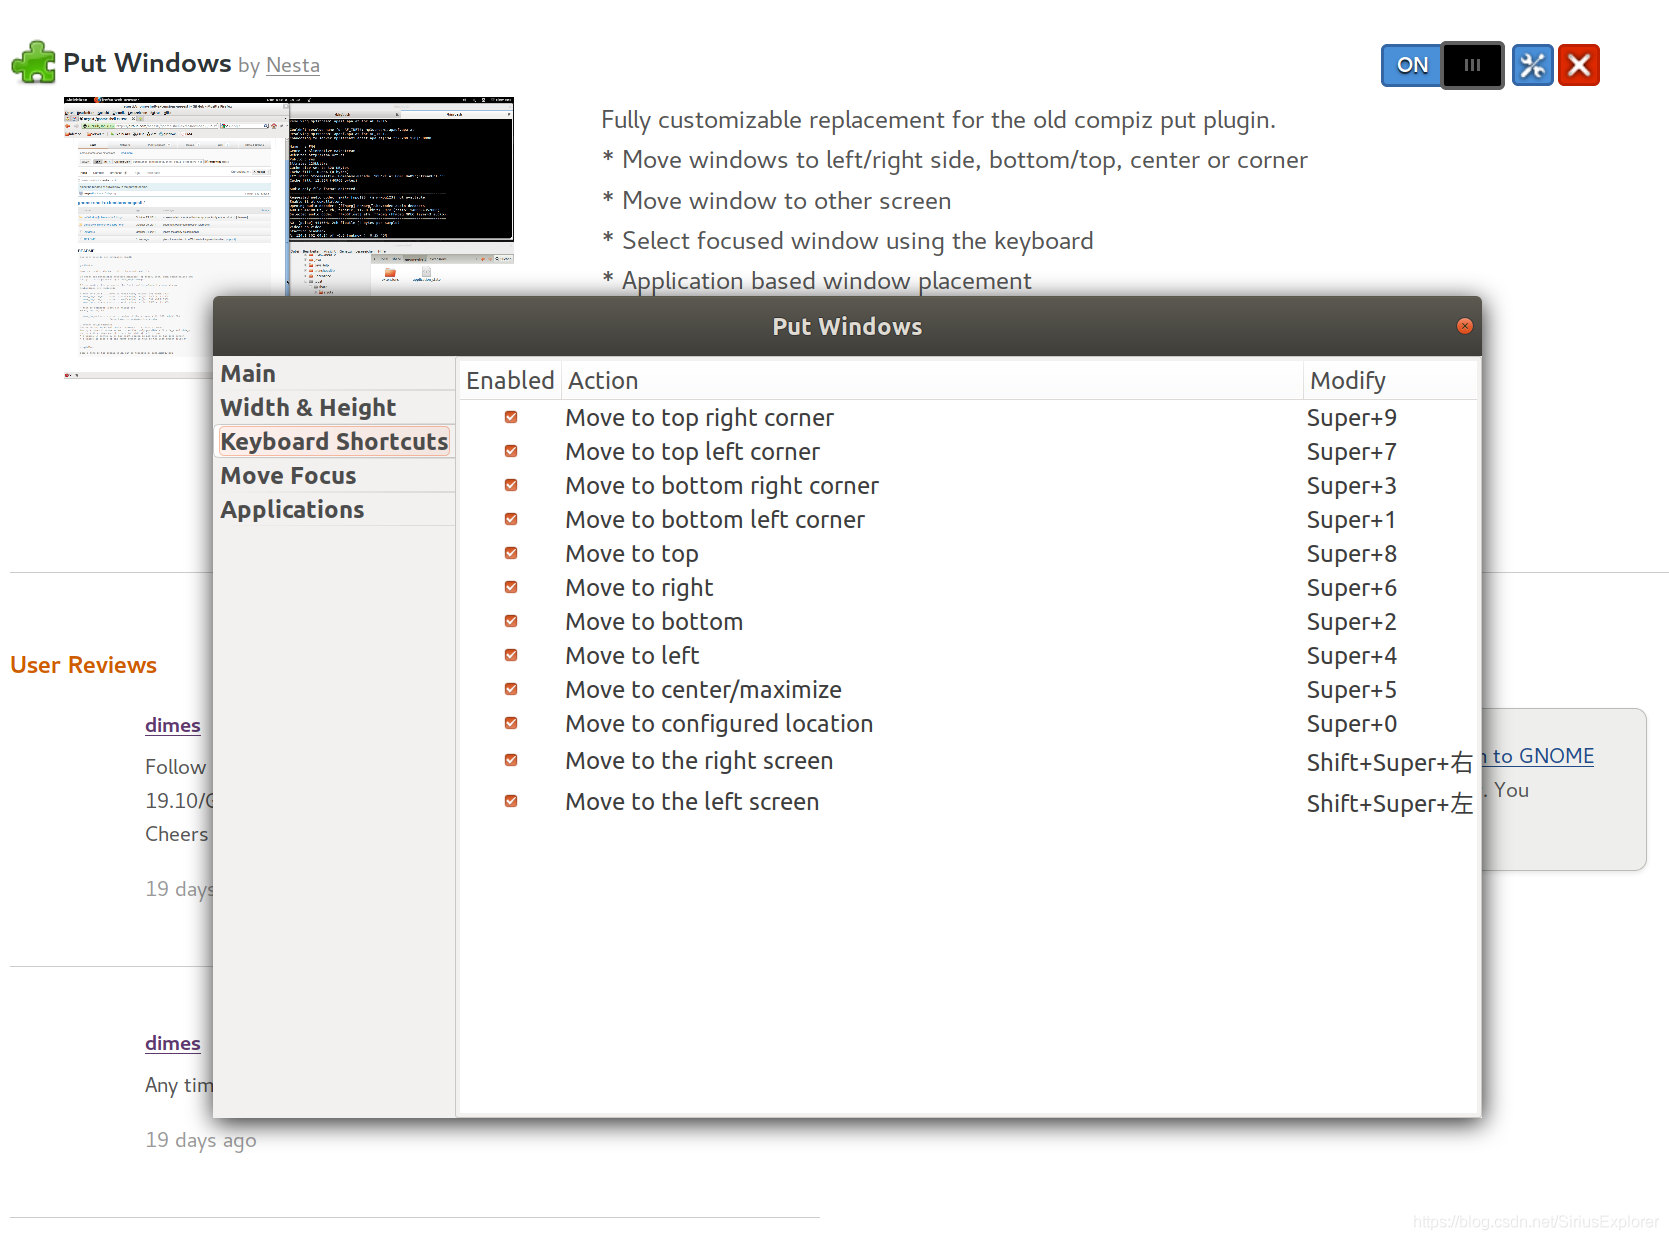 Put Windows by Nesta
ON
Fully customizable replacement for the old compiz put plugin.
* Move windows to left/right side, bottom/top, center or corner
* Move window to other screen
* Select focused window using the keyboard
* Application based window placement
Put Windows
Main
Width & Height
Keyboard Shortcuts
Move Focus
Applications
Enabled Action Modify
Move to top right corner Super+9
Move to top left corner Super+7
Move to bottom right corner Super+3
Move to bottom left corner Super+1
Move to top Super+8
Move to right Super+6
Move to bottom Super+2
Move to left Super+4
Move to center/maximize Super+5
Move to configured location Super+0
Move to the right screen Shift+Super+右
Move to the left screen Shift+Super+左
User Reviews
dimes
Follow
19.10/
Cheers
19 days
to GNOME
. You
dimes
Any tim
19 days ago
https://blog.csdn.net/SiriusExplorer